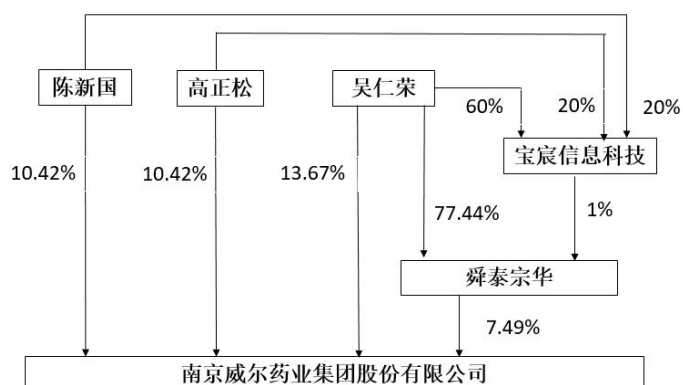 陈新国
高正松
吴仁荣
60%
20%
20%
宝宸信息科技
10.42%
10.42%
13.67%
77.44%
1%
舜泰宗华
7.49%
南京威尔药业集团股份有限公司